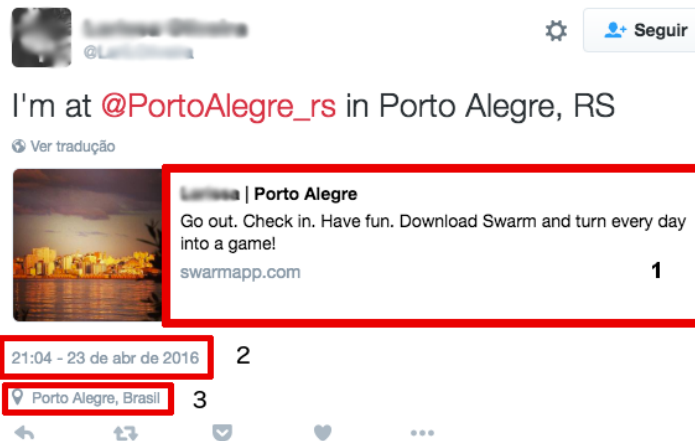 Seguir
I'm at @PortoAlegre_rs in Porto Alegre, RS
Ver tradução
| Porto Alegre
Go out. Check in. Have fun. Download Swarm and turn every day
into a game!
swarmapp.com
1
21:04 - 23 de abr de 2016
2
Porto Alegre, Brasil
3